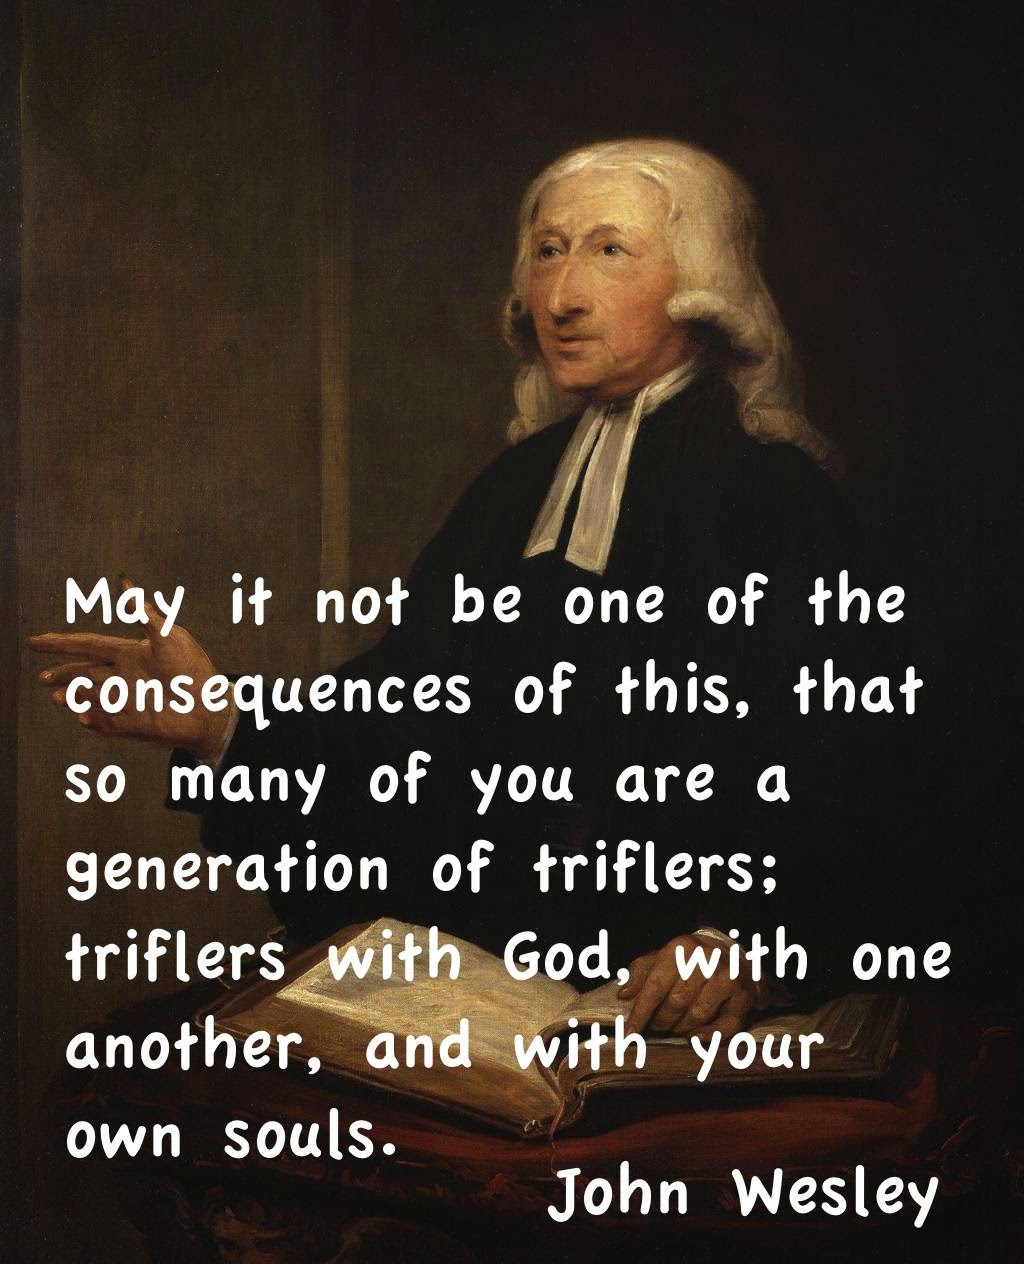 May it not be one of the
consequences of this, that
so many of you are a
generation of triflers;
triflers with God, with one
another, and with your
own souls.
John Wesley